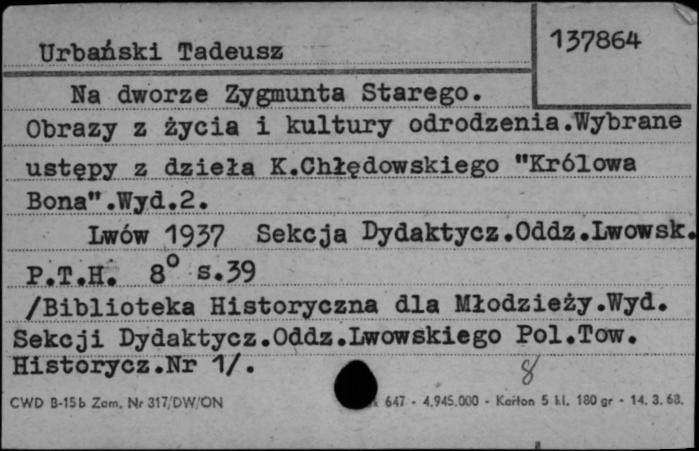 Urbański Tadeusz
137864
Na dworze Zygmunta Starego.
Obrazy z życia i kultury odrodzenia.Wybrane
ustępy z dzieła K.Chłędowskiego "Królowa
Bona".Wyd.2.
Lwów 1937 Sekcja Dydaktycz.Oddz.Lwowsk.
P.T.H. 8° s.39
/Biblioteka Historyczna dla Młodzieży.Wyd.
Sekcji Dydaktycz.Oddz.Lwowskiego Pol.Tow.
Historycz.Nr 1/.
8
CWD B-15b Zam. Nr 317/DW/ON 647 - 4.945.000 - Karton 5 kl. 180 gr - 14. 3. 68.